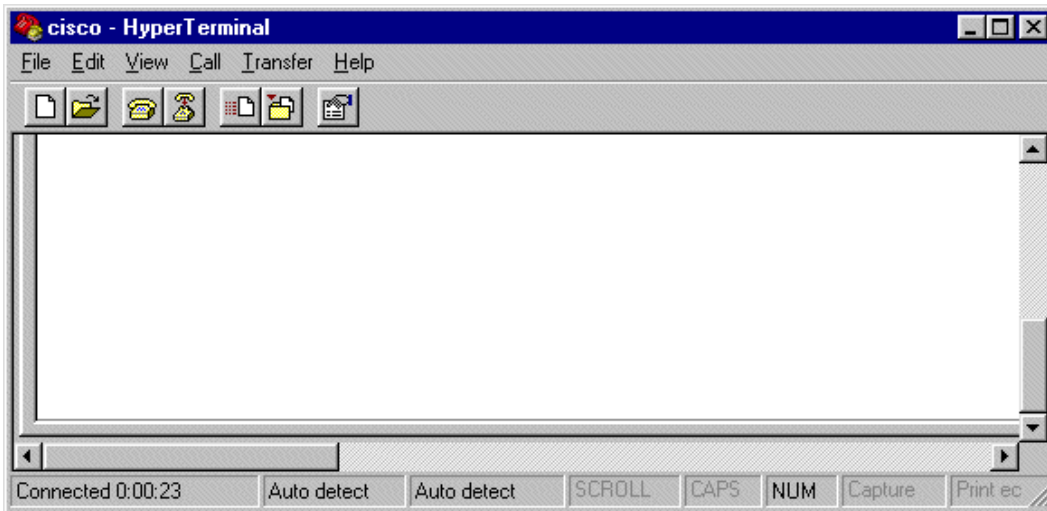 cisco - HyperTerminal
File Edit View Call Transfer Help
Connected 0:00:23 Auto detect Auto detect SCROLL CAPS NUM Capture Print ec